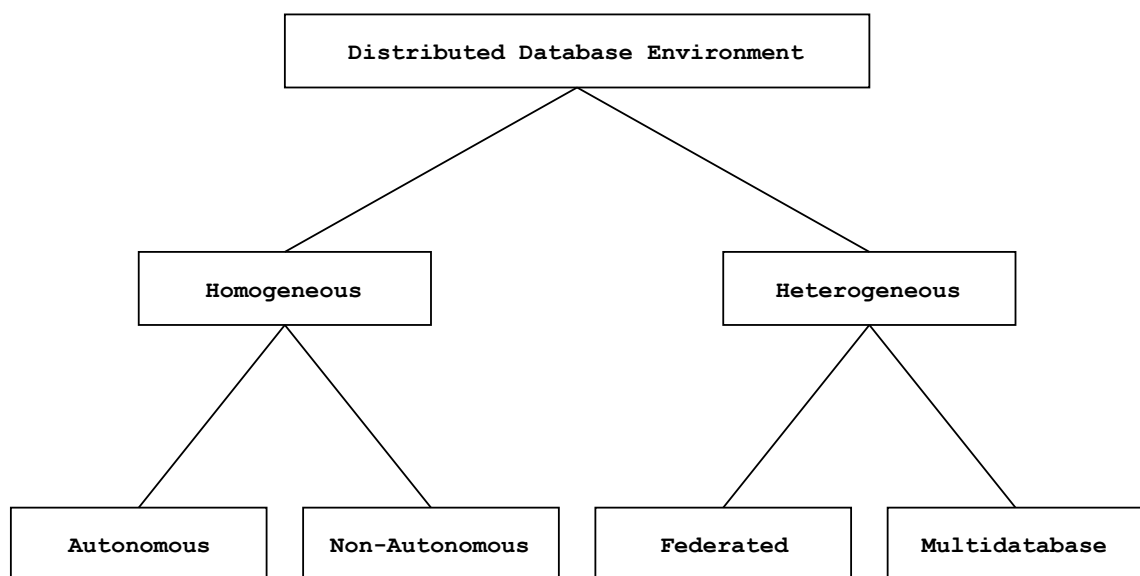 Distributed Database Environment
Homogeneous
Heterogeneous
Autonomous
Non-Autonomous
Federated
Multidatabase